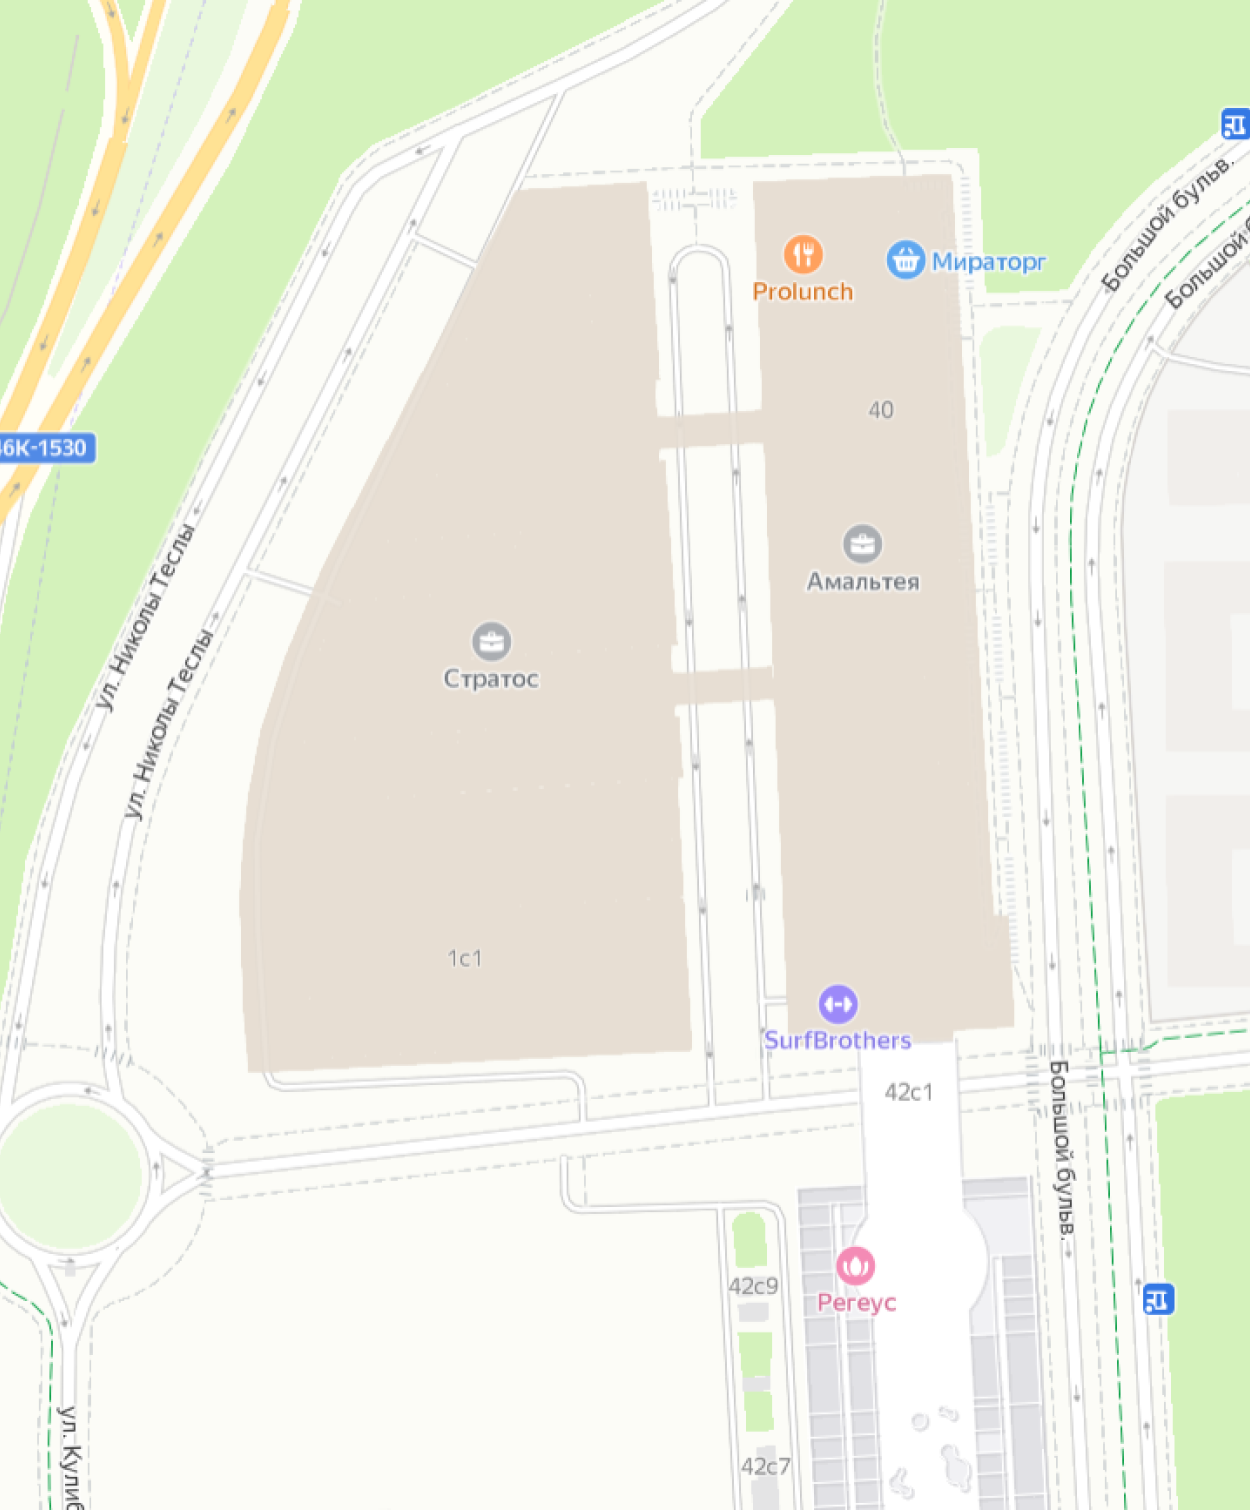 Большой бульв.
Большой б
Prolunch
Мираторг
40
46К-1530
Амальтея
ул. Николы Теслы
Стратос
ул. Николы Теслы
1с1
SurfBrothers
42с1
Большой бульв.
42с9
Регеус
ул. Кулиб
42с7